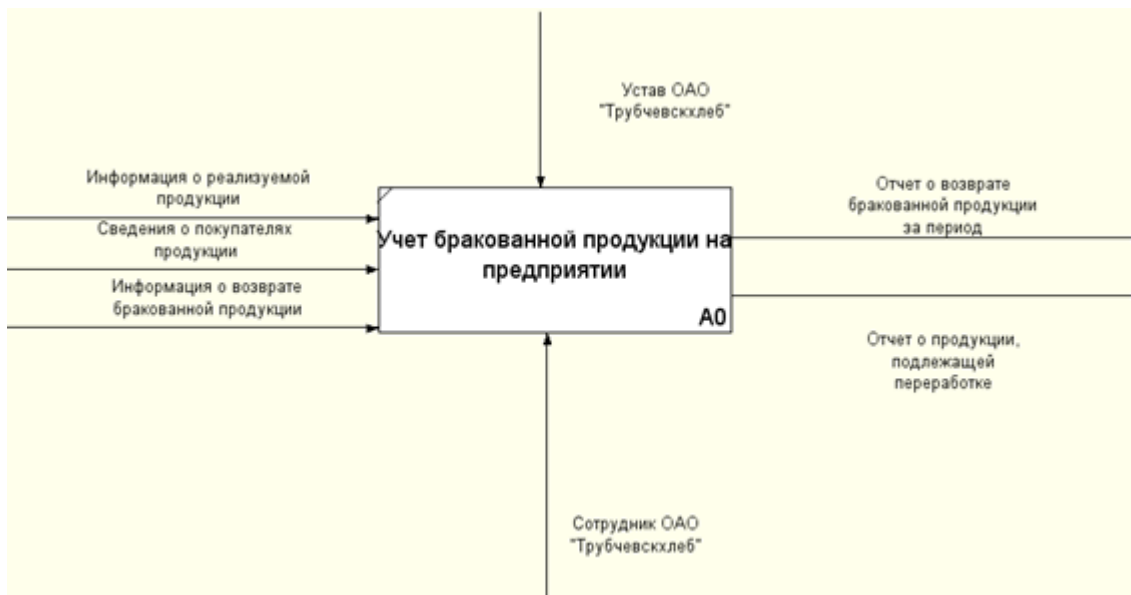 Устав ОАО
"Трубчевскхлеб"
Информация о реализуемой
продукции
Сведения о покупателях
продукции
Информация о возврате
бракованной продукции
Учет бракованной продукции на
предприятии
A0
Отчет о возврате
бракованной продукции
за период
Отчет о продукции,
подлежащей
переработке
Сотрудник ОАО
"Трубчевскхлеб"